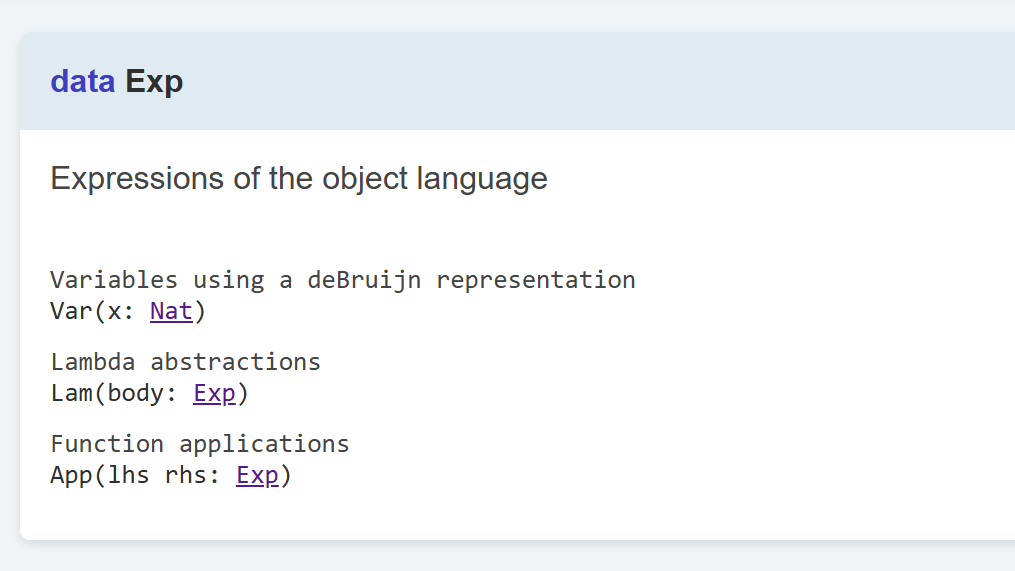 data Exp
Expressions of the object language
Variables using a deBruijn representation
Var(x: Nat)
Lambda abstractions
Lam(body: Exp)
Function applications
App(lhs rhs: Exp)